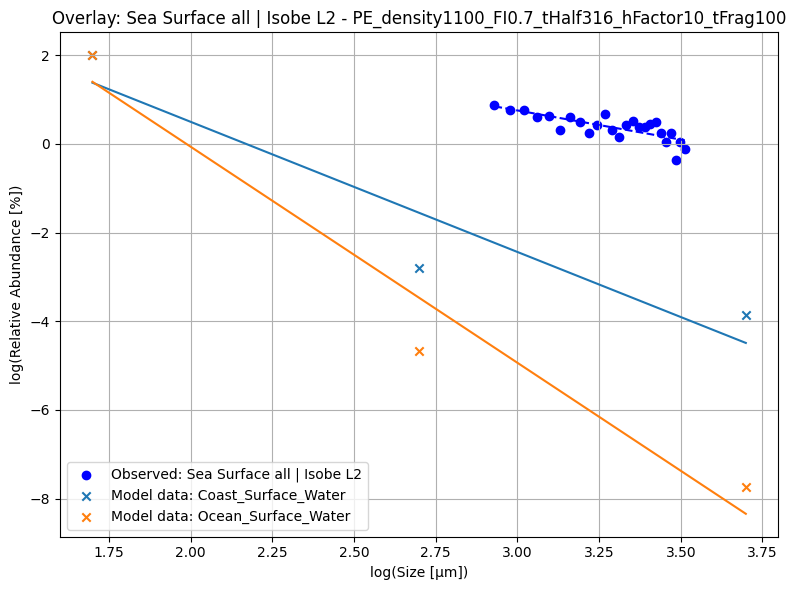 Overlay: Sea Surface all | Isobe L2 - PE_density1100_FI0.7_tHalf316_hFactor10_tFrag100
log(Relative Abundance [%])
2
0
−2
−4
−6
−8
Observed: Sea Surface all | Isobe L2
Model data: Coast_Surface_Water
Model data: Ocean_Surface_Water
1.75 2.00 2.25 2.50 2.75 3.00 3.25 3.50 3.75
log(Size [µm])